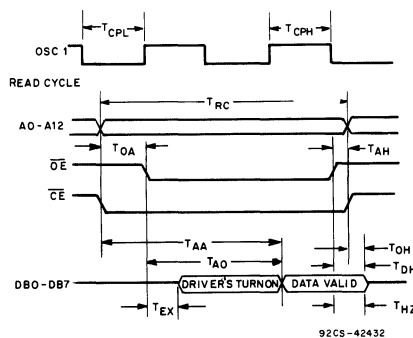 TCPL
TCPH
OSC 1
READ CYCLE
TRC
A0-A12
TOA
TAH
OE
CE
TAA
TOH
TAO
TDH
DB0-DB7
DRIVER'S TURNON
DATA VALID
TEX
THZ
92CS-42432